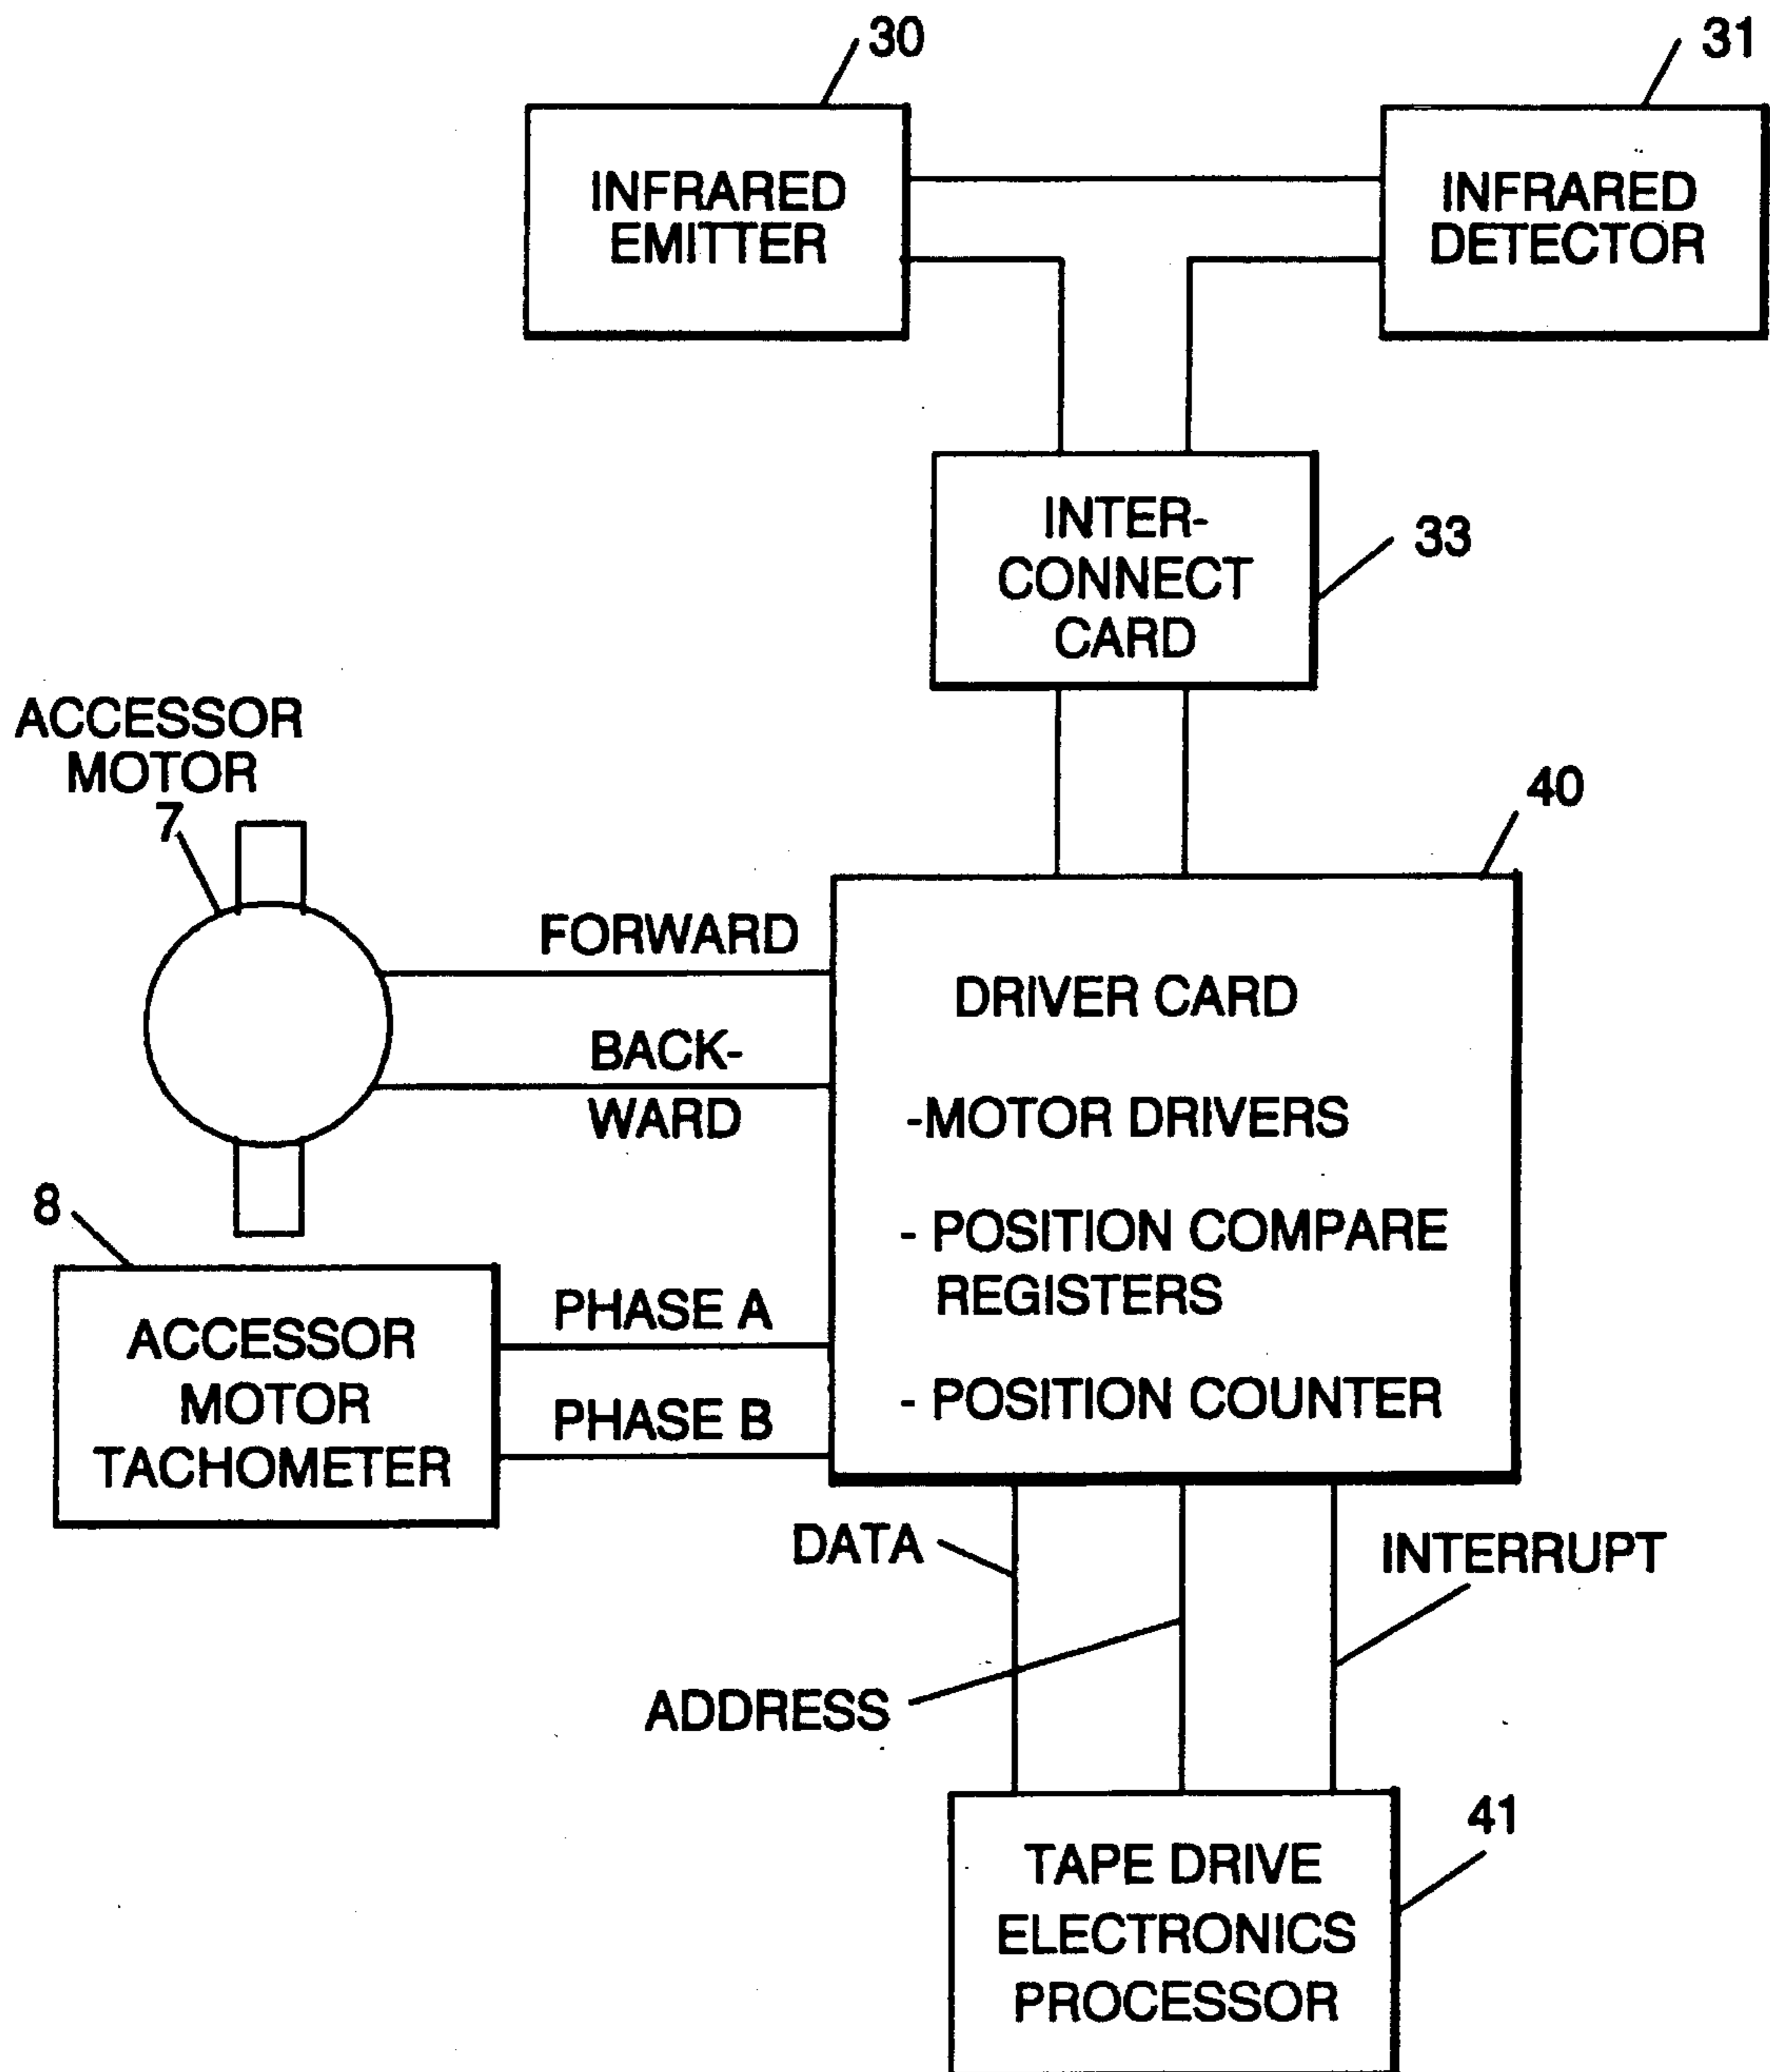 30
31
INFRARED
EMITTER
INFRARED
DETECTOR
INTER-
CONNECT
CARD
33
ACCESSOR
MOTOR
7
40
FORWARD
BACK-
WARD
DRIVER CARD
-MOTOR DRIVERS
- POSITION COMPARE
REGISTERS
- POSITION COUNTER
8
ACCESSOR
MOTOR
TACHOMETER
PHASE A
PHASE B
DATA
INTERRUPT
ADDRESS
41
TAPE DRIVE
ELECTRONICS
PROCESSOR